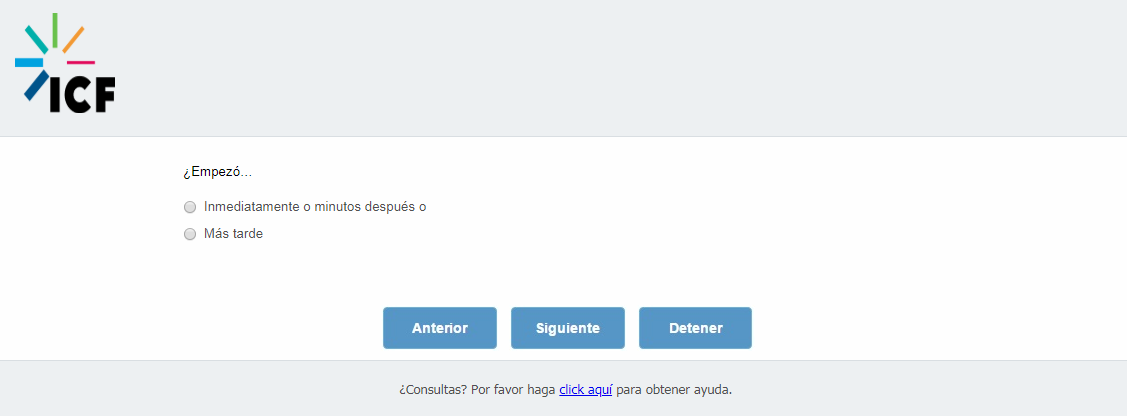 ICF
¿Empezó...
Inmediatamente o minutos después o
Más tarde
Anterior Siguiente Detener
¿Consultas? Por favor haga click aquí para obtener ayuda.